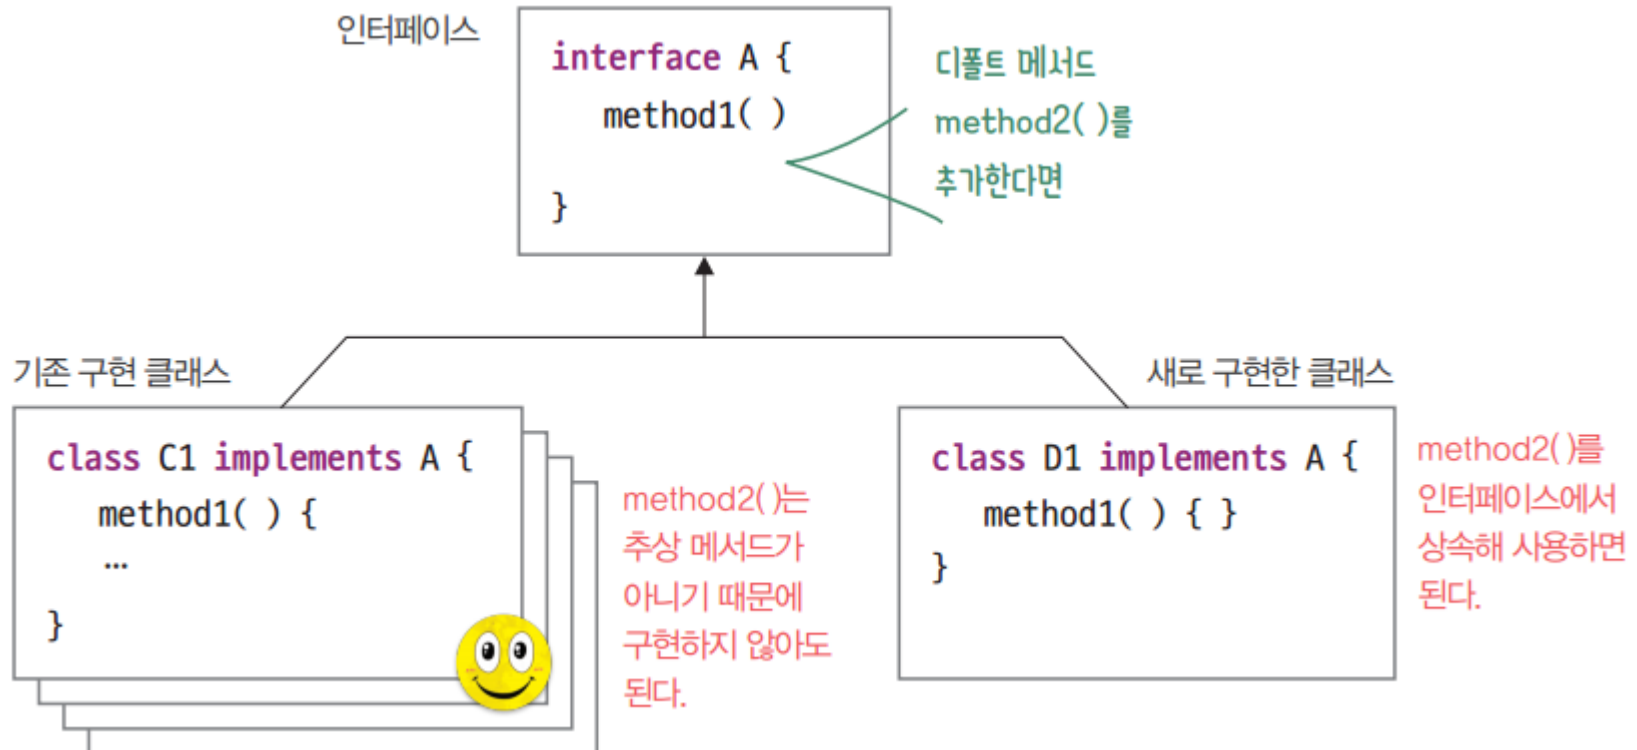 인터페이스
interface A {
method1( )
}
디폴트 메서드
method2( )를
추가한다면
기존 구현 클래스
class C1 implements A {
method1( ) {
...
}
method2( )는
추상 메서드가
아니기 때문에
구현하지 않아도
된다.
새로 구현한 클래스
class D1 implements A {
method1( ) { }
}
method2( )를
인터페이스에서
상속해 사용하면
된다.